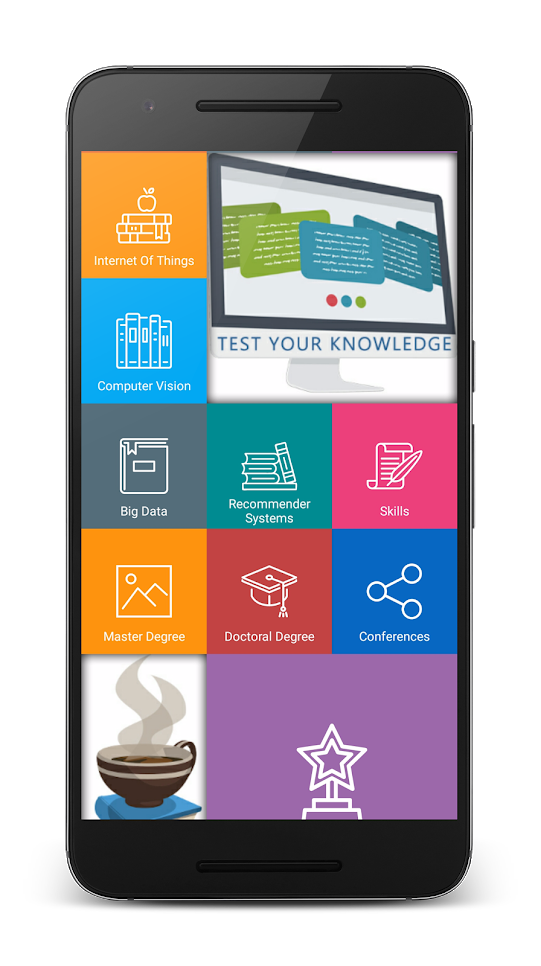 Internet Of Things
TEST YOUR KNOWLEDGE
Computer Vision
Big Data
Recommender
Systems
Skills
Master Degree
Doctoral Degree
Conferences